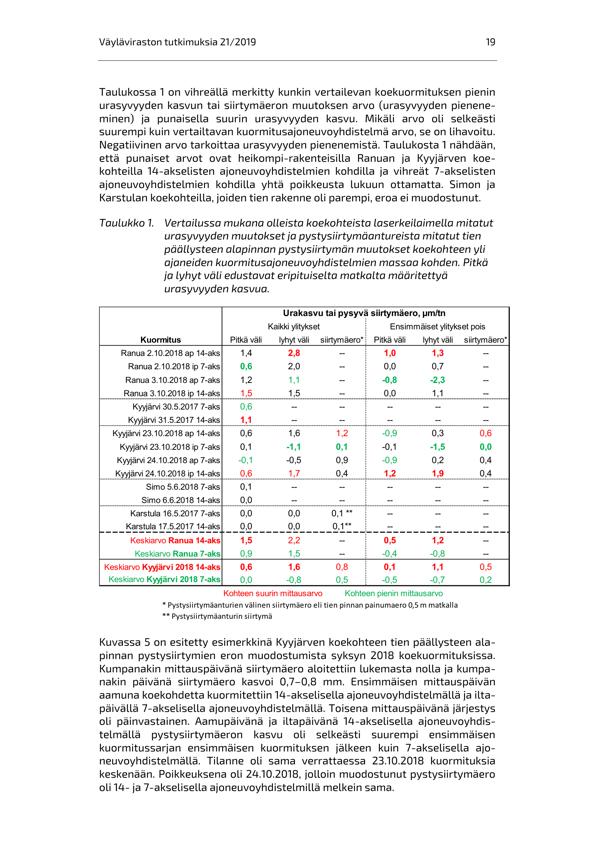 Väyläviraston tutkimuksia 21/2019 19
Taulukossa 1 on vihreällä merkitty kunkin vertailevan koekuormituksen pienin
urasyvyyden kasvun tai siirtymäeron muutoksen arvo (urasyvyyden pienene-
minen) ja punaisella suurin urasyvyyden kasvu. Mikäli arvo oli selkeästi
suurempi kuin vertailtavan kuormitusajoneuvoyhdistelmä arvo, se on lihavoitu.
Negatiivinen arvo tarkoittaa urasyvyyden pienenemistä. Taulukosta 1 nähdään,
että punaiset arvot ovat heikompi-rakenteisilla Ranuan ja Kyyjärven koe-
kohteilla 14-akselisten ajoneuvoyhdistelmien kohdilla ja vihreät 7-akselisten
ajoneuvoyhdistelmien kohdilla yhtä poikkeusta lukuun ottamatta. Simon ja
Karstulan koekohteilla, joiden tien rakenne oli parempi, eroa ei muodostunut.
Taulukko 1. Vertailussa mukana olleista koekohteista laserkeilaimella mitatut
urasyvyyden muutokset ja pystysiirtymäantureista mitatut tien
päällysteen alapinnan pystysiirtymän muutokset koekohteen yli
ajaneiden kuormitusajoneuvoyhdistelmien massaa kohden. Pitkä
ja lyhyt väli edustavat eripituiselta matkalta määritettyä
urasyvyyden kasvua.
Urakasvu tai pysyvä siirtymäero, µm/tn
Kaikki ylitykset Ensimmäiset ylitykset pois
Kuormitus Pitkä väli lyhyt väli siirtymäero* Pitkä väli lyhyt väli siirtymäero*
Ranua 2.10.2018 ap 14-aks 1,4 2,8 -- 1,0 1,3 --
Ranua 2.10.2018 ip 7-aks 0,6 2,0 -- 0,0 0,7 --
Ranua 3.10.2018 ap 7-aks 1,2 1,1 -- -0,8 -2,3 --
Ranua 3.10.2018 ip 14-aks 1,5 1,5 -- 0,0 1,1 --
Kyyjärvi 30.5.2017 7-aks 0,6 -- -- -- -- --
Kyyjärvi 31.5.2017 14-aks 1,1 -- -- -- -- --
Kyyjärvi 23.10.2018 ap 14-aks 0,6 1,6 1,2 -0,9 0,3 0,6
Kyyjärvi 23.10.2018 ip 7-aks 0,1 -1,1 0,1 -0,1 -1,5 0,0
Kyyjärvi 24.10.2018 ap 7-aks -0,1 -0,5 0,9 -0,9 0,2 0,4
Kyyjärvi 24.10.2018 ip 14-aks 0,6 1,7 0,4 1,2 1,9 0,4
Simo 5.6.2018 7-aks 0,1 -- -- -- -- --
Simo 6.6.2018 14-aks 0,0 -- -- -- -- --
Karstula 16.5.2017 7-aks 0,0 0,0 0,1 ** -- -- --
Karstula 17.5.2017 14-aks 0,0 0,0 0,1** -- -- --
Keskiarvo Ranua 14-aks 1,5 2,2 -- 0,5 1,2 --
Keskiarvo Ranua 7-aks 0,9 1,5 -- -0,4 -0,8 --
Keskiarvo Kyyjärvi 2018 14-aks 0,6 1,6 0,8 0,1 1,1 0,5
Keskiarvo Kyyjärvi 2018 7-aks 0,0 -0,8 0,5 -0,5 -0,7 0,2
Kohteen suurin mittausarvo Kohteen pienin mittausarvo
* Pystysiirtymäanturien välinen siirtymäero eli tien pinnan painumaero 0,5 m matkalla
** Pystysiirtymäanturin siirtymä
Kuvassa 5 on esitetty esimerkkinä Kyyjärven koekohteen tien päällysteen ala-
pinnan pystysiirtymien eron muodostumista syksyn 2018 koekuormituksissa.
Kumpanakin mittauspäivänä siirtymäero aloitettiin lukemasta nolla ja kumpa-
nakin päivänä siirtymäero kasvoi 0,7–0,8 mm. Ensimmäisen mittauspäivän
aamuna koekohdetta kuormitettiin 14-akselisella ajoneuvoyhdistelmällä ja ilta-
päivällä 7-akselisella ajoneuvoyhdistelmällä. Toisena mittauspäivänä järjestys
oli päinvastainen. Aamupäivänä ja iltapäivänä 14-akselisella ajoneuvoyhdis-
telmällä pystysiirtymäeron kasvu oli selkeästi suurempi ensimmäisen
kuormitussarjan ensimmäisen kuormituksen jälkeen kuin 7-akselisella ajo-
neuvoyhdistelmällä. Tilanne oli sama verrattaessa 23.10.2018 kuormituksia
keskenään. Poikkeuksena oli 24.10.2018, jolloin muodostunut pystysiirtymäero
oli 14- ja 7-akselisella ajoneuvoyhdistelmillä melkein sama.